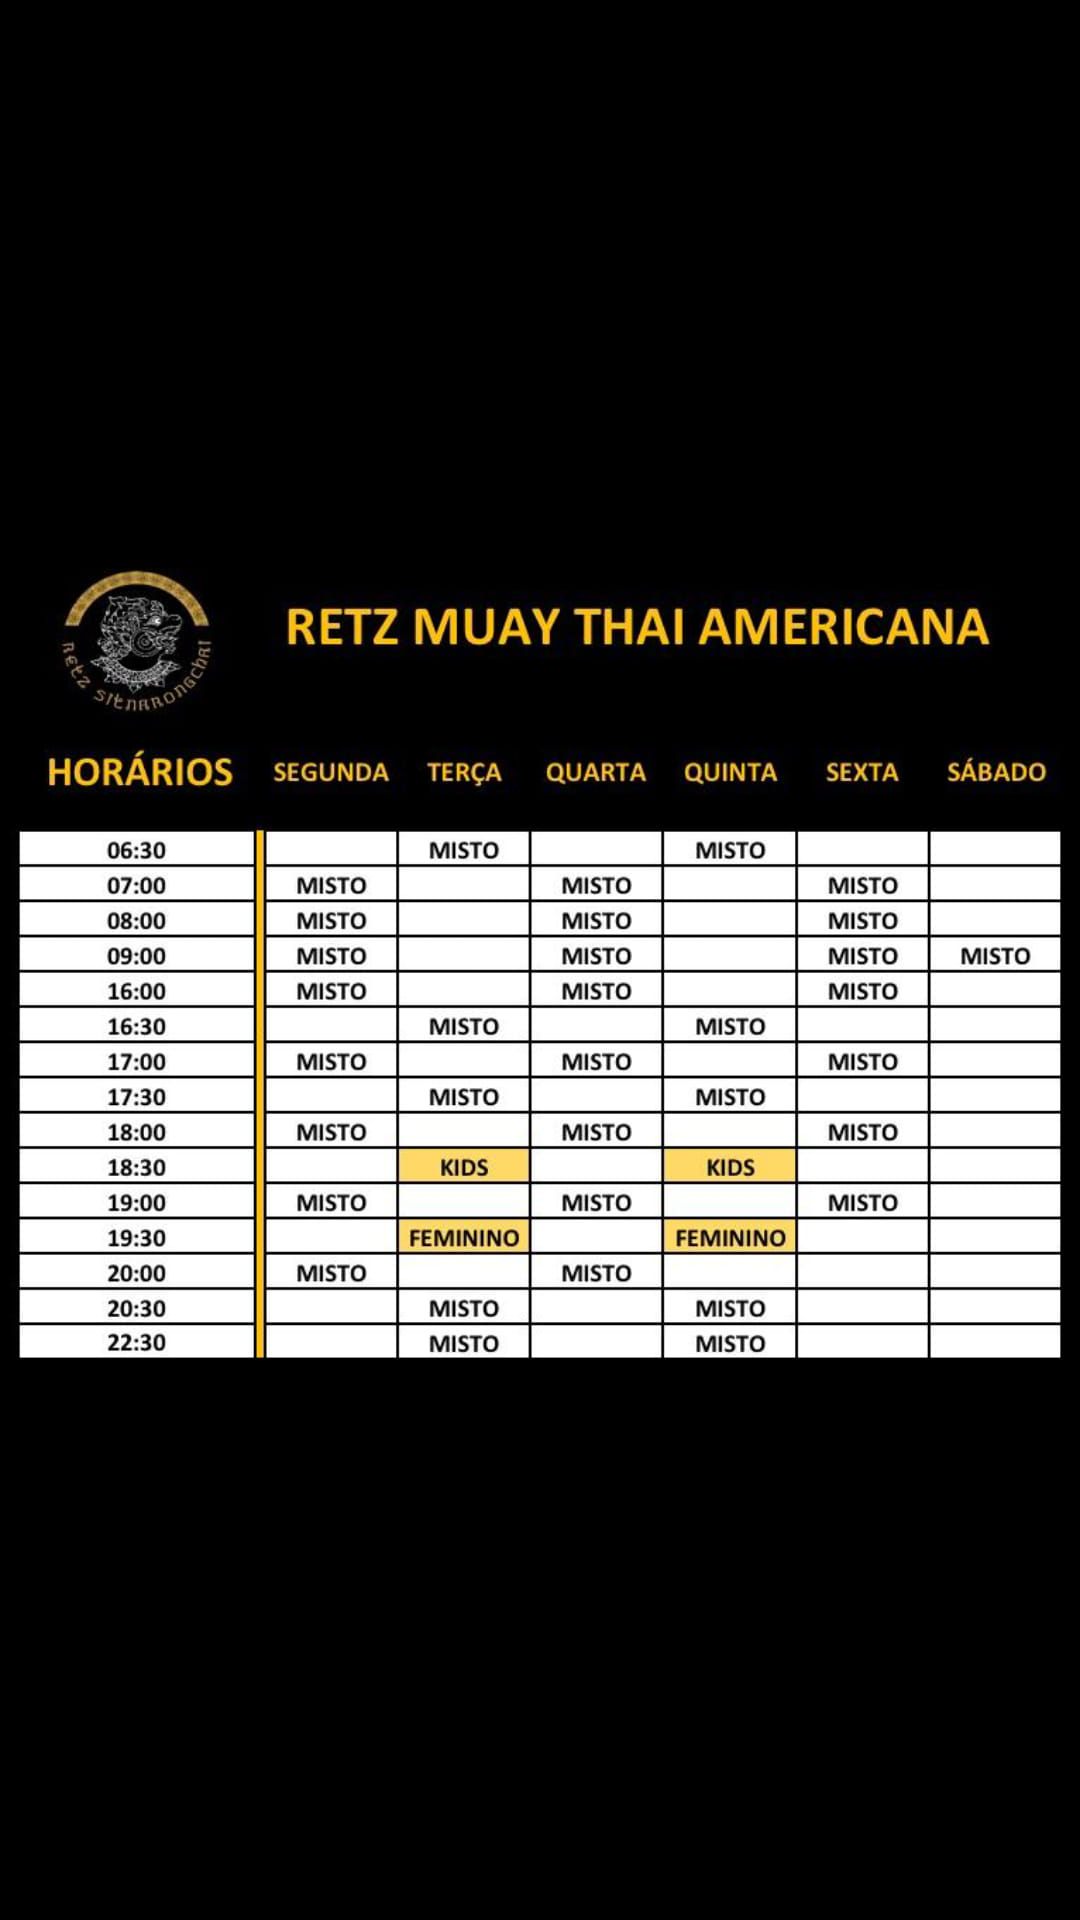 RETZ SITNARONGCHAI
RETZ MUAY THAI AMERICANA
HORÁRIOS SEGUNDA TERÇA QUARTA QUINTA SEXTA SÁBADO
06:30 MISTO MISTO
07:00 MISTO MISTO MISTO
08:00 MISTO MISTO MISTO
09:00 MISTO MISTO MISTO MISTO
16:00 MISTO MISTO MISTO
16:30 MISTO MISTO
17:00 MISTO MISTO MISTO
17:30 MISTO MISTO
18:00 MISTO MISTO MISTO
18:30 KIDS KIDS
19:00 MISTO MISTO MISTO
19:30 FEMININO FEMININO
20:00 MISTO MISTO
20:30 MISTO MISTO
22:30 MISTO MISTO